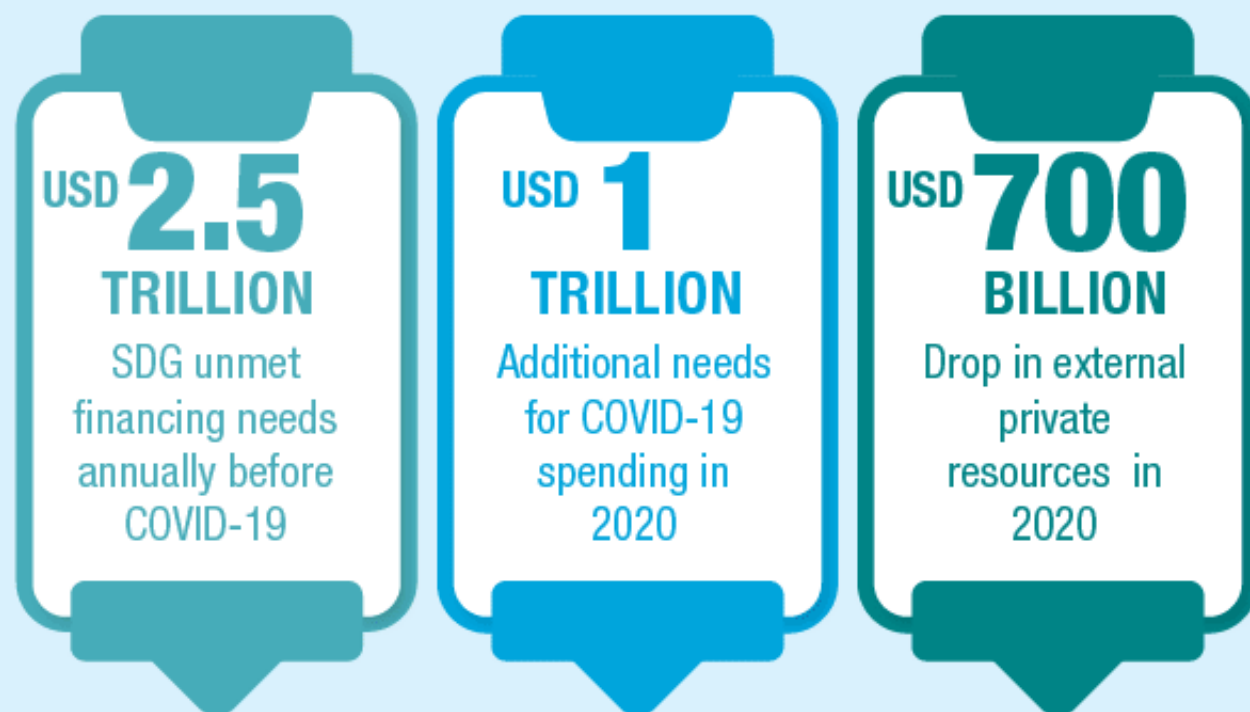 USD 2.5
TRILLION
SDG unmet
financing needs
annually before
COVID-19
USD 1
TRILLION
Additional needs
for COVID-19
spending in
2020
USD 700
BILLION
Drop in external
private
resources in
2020